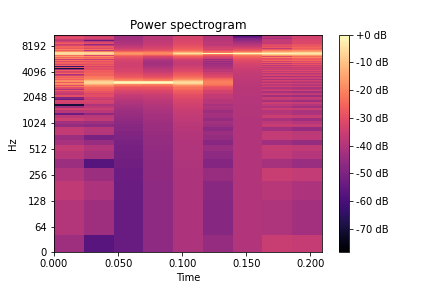 Power spectrogram
8192
4096
2048
1024
512
256
128
64
0
Hz
0.000 0.050 0.100 0.150 0.200
Time
+0 dB
-10 dB
-20 dB
-30 dB
-40 dB
-50 dB
-60 dB
-70 dB